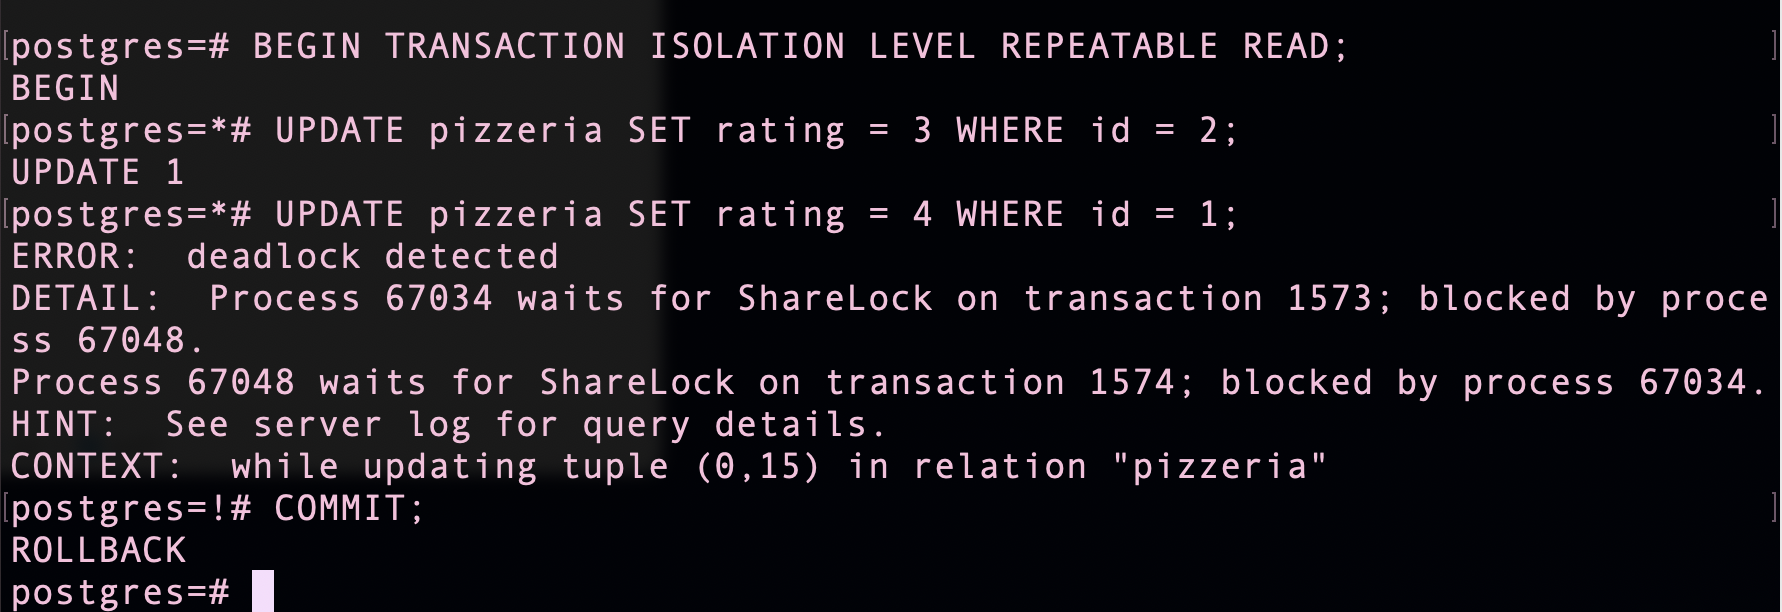 [postgres=# BEGIN TRANSACTION ISOLATION LEVEL REPEATABLE READ; ]
BEGIN
[postgres=*# UPDATE pizzeria SET rating = 3 WHERE id = 2; ]
UPDATE 1
[postgres=*# UPDATE pizzeria SET rating = 4 WHERE id = 1; ]
ERROR:  deadlock detected
DETAIL:  Process 67034 waits for ShareLock on transaction 1573; blocked by proce
ss 67048.
Process 67048 waits for ShareLock on transaction 1574; blocked by process 67034.
HINT:  See server log for query details.
CONTEXT:  while updating tuple (0,15) in relation "pizzeria"
[postgres=!# COMMIT; ]
ROLLBACK
postgres=#